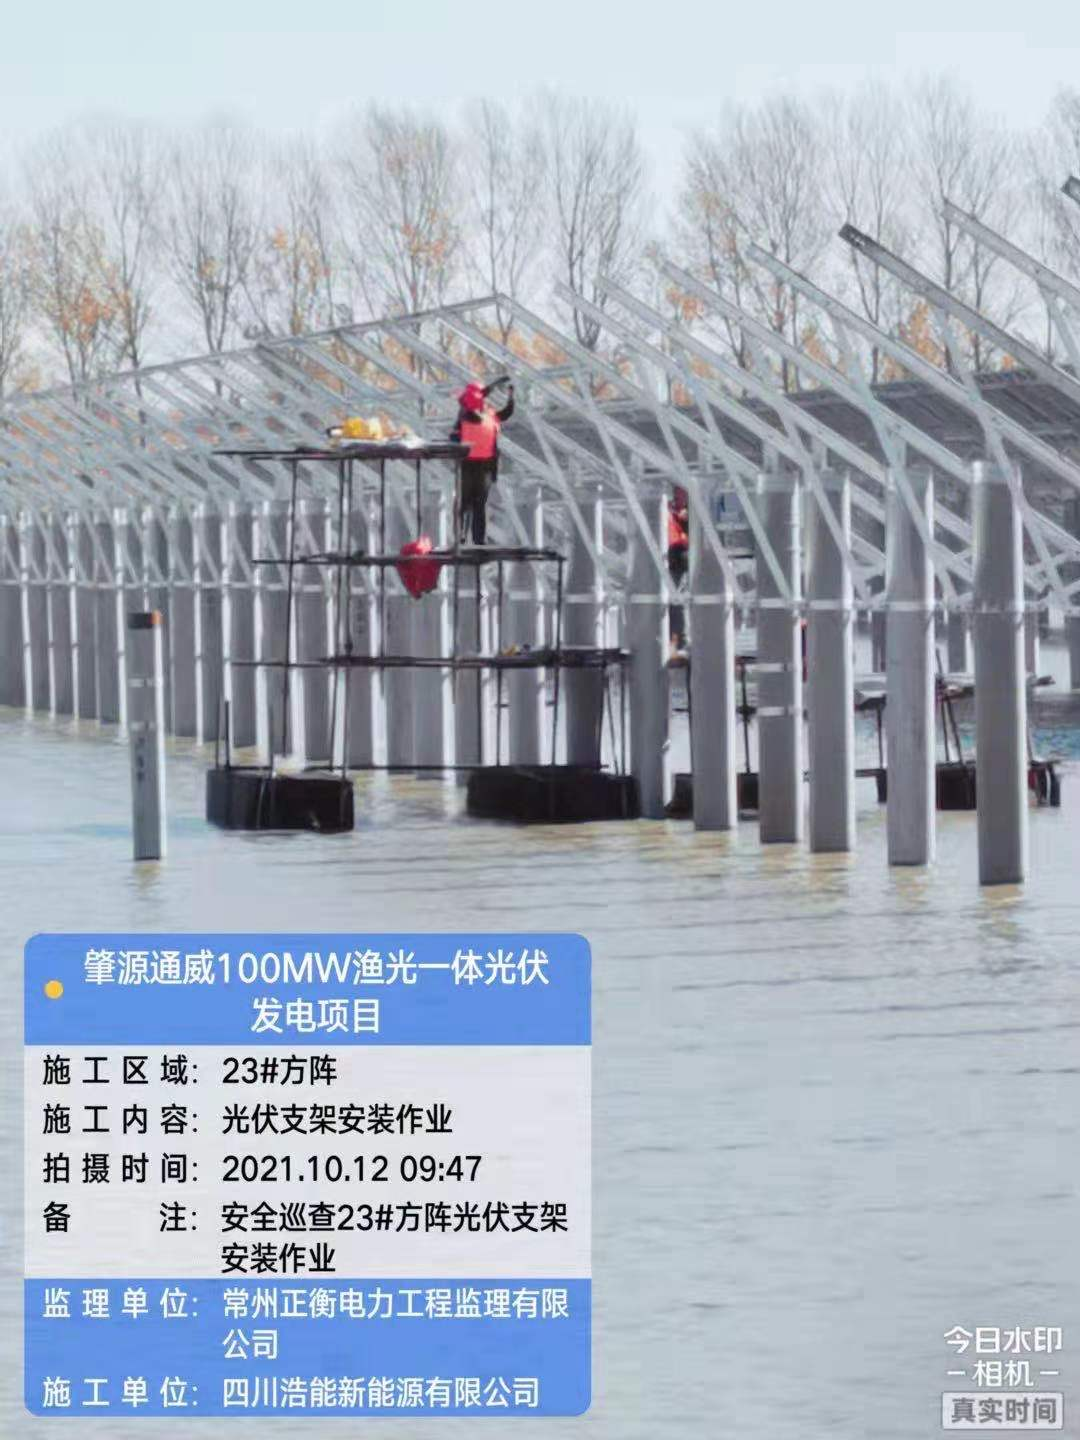 肇源通威100MW渔光一体光伏
发电项目
施工区域：23#方阵
施工内容：光伏支架安装作业
拍摄时间：2021.10.12 09:47
备注：安全巡查23#方阵光伏支架
安装作业
监理单位：常州正衡电力工程监理有限
公司
施工单位：四川浩能新能源有限公司
今日水印
相机
真实时间